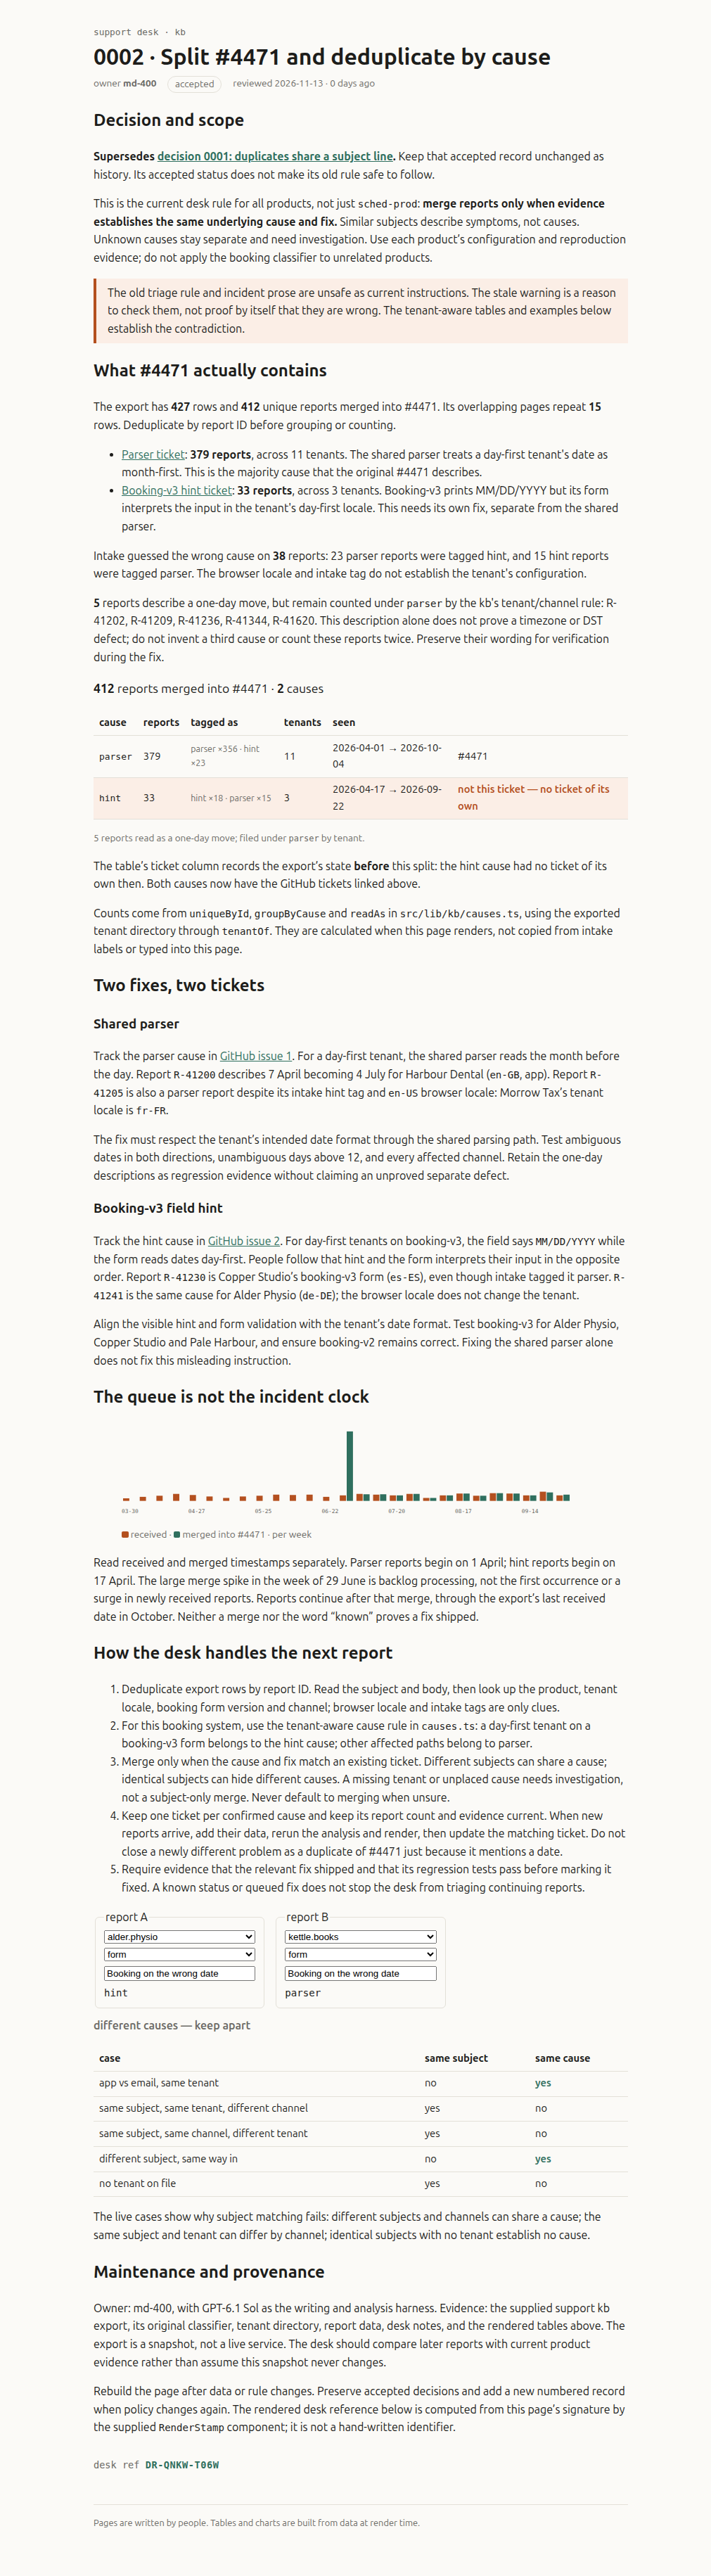 support desk · kb
0002 · Split #4471 and deduplicate by cause
owner md-400 accepted reviewed 2026-11-13 · 0 days ago
Decision and scope
Supersedes decision 0001: duplicates share a subject line. Keep that accepted record unchanged as
history. Its accepted status does not make its old rule safe to follow.
This is the current desk rule for all products, not just sched-prod: merge reports only when evidence
establishes the same underlying cause and fix. Similar subjects describe symptoms, not causes.
Unknown causes stay separate and need investigation. Use each product's configuration and reproduction
evidence; do not apply the booking classifier to unrelated products.
The old triage rule and incident prose are unsafe as current instructions. The stale warning is a reason
to check them, not proof by itself that they are wrong. The tenant-aware tables and examples below
establish the contradiction.
What #4471 actually contains
The export has 427 rows and 412 unique reports merged into #4471. Its overlapping pages repeat 15
rows. Deduplicate by report ID before grouping or counting.
• Parser ticket: 379 reports, across 11 tenants. The shared parser treats a day-first tenant's date as
month-first. This is the majority cause that the original #4471 describes.
• Booking-v3 hint ticket: 33 reports, across 3 tenants. Booking-v3 prints MM/DD/YYYY but its form
interprets the input in the tenant's day-first locale. This needs its own fix, separate from the shared
parser.
Intake guessed the wrong cause on 38 reports: 23 parser reports were tagged hint, and 15 hint reports
were tagged parser. The browser locale and intake tag do not establish the tenant's configuration.
5 reports describe a one-day move, but remain counted under parser by the kb's tenant/channel rule: R-
41202, R-41209, R-41236, R-41344, R-41620. This description alone does not prove a timezone or DST
defect; do not invent a third cause or count these reports twice. Preserve their wording for verification
during the fix.
412 reports merged into #4471 · 2 causes
cause reports tagged as tenants seen
parser 379 parser ×356 · hint ×23 11 2026-04-01 → 2026-10-04 #4471
hint 33 hint ×18 · parser ×15 3 2026-04-17 → 2026-09-22 not this ticket — no ticket of its own
5 reports read as a one-day move; filed under parser by tenant.
The table's ticket column records the export's state before this split: the hint cause had no ticket of its
own then. Both causes now have the GitHub tickets linked above.
Counts come from uniqueById, groupByCause and readAs in src/lib/kb/causes.ts, using the exported
tenant directory through tenantOf. They are calculated when this page renders, not copied from intake
labels or typed into this page.
Two fixes, two tickets
Shared parser
Track the parser cause in GitHub issue 1. For a day-first tenant, the shared parser reads the month before
the day. Report R-41200 describes 7 April becoming 4 July for Harbour Dental (en-GB, app). Report R-
41205 is also a parser report despite its intake hint tag and en-US browser locale: Morrow Tax's tenant
locale is fr-FR.
The fix must respect the tenant's intended date format through the shared parsing path. Test ambiguous
dates in both directions, unambiguous days above 12, and every affected channel. Retain the one-day
descriptions as regression evidence without claiming an unproved separate defect.
Booking-v3 field hint
Track the hint cause in GitHub issue 2. For day-first tenants on booking-v3, the field says MM/DD/YYYY while
the form reads dates day-first. People follow that hint and the form interprets their input in the opposite
order. Report R-41230 is Copper Studio's booking-v3 form (es-ES), even though intake tagged it parser. R-
41241 is the same cause for Alder Physio (de-DE); the browser locale does not change the tenant.
Align the visible hint and form validation with the tenant's date format. Test booking-v3 for Alder Physio,
Copper Studio and Pale Harbour, and ensure booking-v2 remains correct. Fixing the shared parser alone
does not fix this misleading instruction.
The queue is not the incident clock
03-30 04-27 05-25 06-22 07-20 08-17 09-14
received · merged into #4471 · per week
Read received and merged timestamps separately. Parser reports begin on 1 April; hint reports begin on
17 April. The large merge spike in the week of 29 June is backlog processing, not the first occurrence or a
surge in newly received reports. Reports continue after that merge, through the export's last received
date in October. Neither a merge nor the word “known” proves a fix shipped.
How the desk handles the next report
1. Deduplicate export rows by report ID. Read the subject and body, then look up the product, tenant
locale, booking form version and channel; browser locale and intake tags are only clues.
2. For this booking system, use the tenant-aware cause rule in causes.ts: a day-first tenant on a
booking-v3 form belongs to the hint cause; other affected paths belong to parser.
3. Merge only when the cause and fix match an existing ticket. Different subjects can share a cause;
identical subjects can hide different causes. A missing tenant or unplaced cause needs investigation,
not a subject-only merge. Never default to merging when unsure.
4. Keep one ticket per confirmed cause and keep its report count and evidence current. When new
reports arrive, add their data, rerun the analysis and render, then update the matching ticket. Do not
close a newly different problem as a duplicate of #4471 just because it mentions a date.
5. Require evidence that the relevant fix shipped and that its regression tests pass before marking it
fixed. A known status or queued fix does not stop the desk from triaging continuing reports.
report A
alder.physio
form
Booking on the wrong date
hint
report B
kettle.books
form
Booking on the wrong date
parser
different causes — keep apart
case same subject same cause
app vs email, same tenant no yes
same subject, same tenant, different channel yes no
same subject, same channel, different tenant yes no
different subject, same way in no yes
no tenant on file yes no
The live cases show why subject matching fails: different subjects and channels can share a cause; the
same subject and tenant can differ by channel; identical subjects with no tenant establish no cause.
Maintenance and provenance
Owner: md-400, with GPT-6.1 Sol as the writing and analysis harness. Evidence: the supplied support kb
export, its original classifier, tenant directory, report data, desk notes, and the rendered tables above. The
export is a snapshot, not a live service. The desk should compare later reports with current product
evidence rather than assume this snapshot never changes.
Rebuild the page after data or rule changes. Preserve accepted decisions and add a new numbered record
when policy changes again. The rendered desk reference below is computed from this page's signature by
the supplied RenderStamp component; it is not a hand-written identifier.
desk ref DR-QNKW-T06W
Pages are written by people. Tables and charts are built from data at render time.